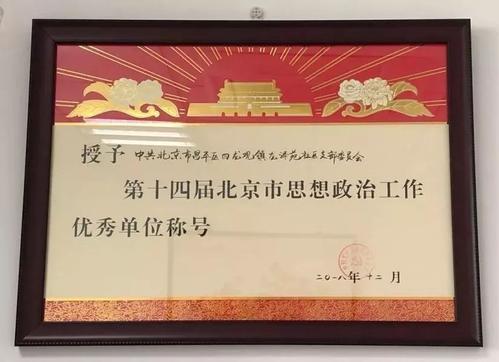 授予 中共北京市昌平区回龙观镇龙泽苑社区支部委员会
第十四届北京市思想政治工作
优秀单位称号
二〇一八年十二月